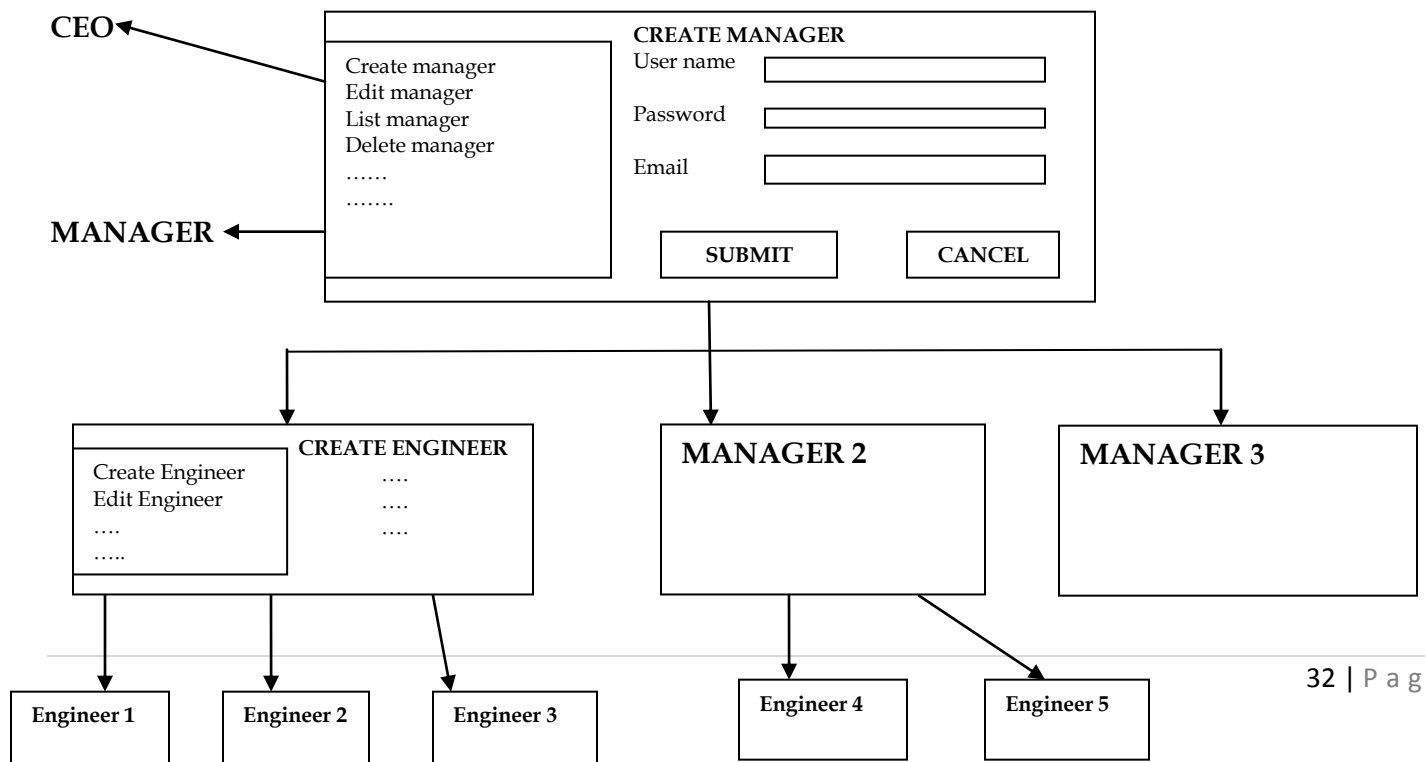 CEO
CREATE MANAGER
Create manager
Edit manager
List manager
Delete manager
......
.......
User name
Password
Email
MANAGER
SUBMIT
CANCEL
CREATE ENGINEER
Create Engineer
Edit Engineer
....
.....
....
....
....
MANAGER 2
MANAGER 3
32 | P a g
Engineer 1
Engineer 2
Engineer 3
Engineer 4
Engineer 5